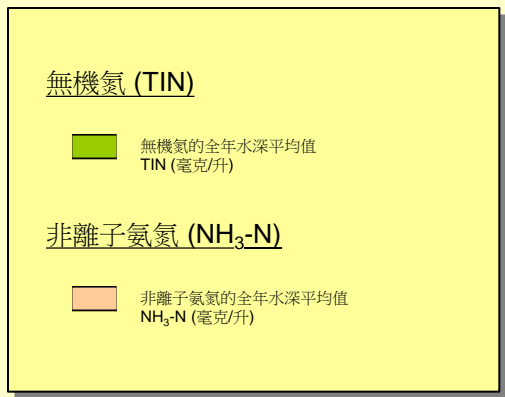 無機氮 (TIN)
無機氮的全年水深平均值
TIN (毫克/升)
非離子氨氮 (NH₃-N)
非離子氨氮的全年水深平均值
NH₃-N (毫克/升)